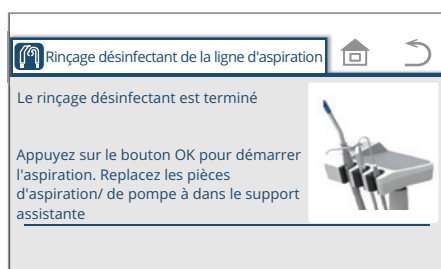 Rinçage désinfectant de la ligne d'aspiration
Le rinçage désinfectant est terminé
Appuyez sur le bouton OK pour démarrer
l'aspiration. Replacez les pièces
d'aspiration/ de pompe à dans le support
assistante